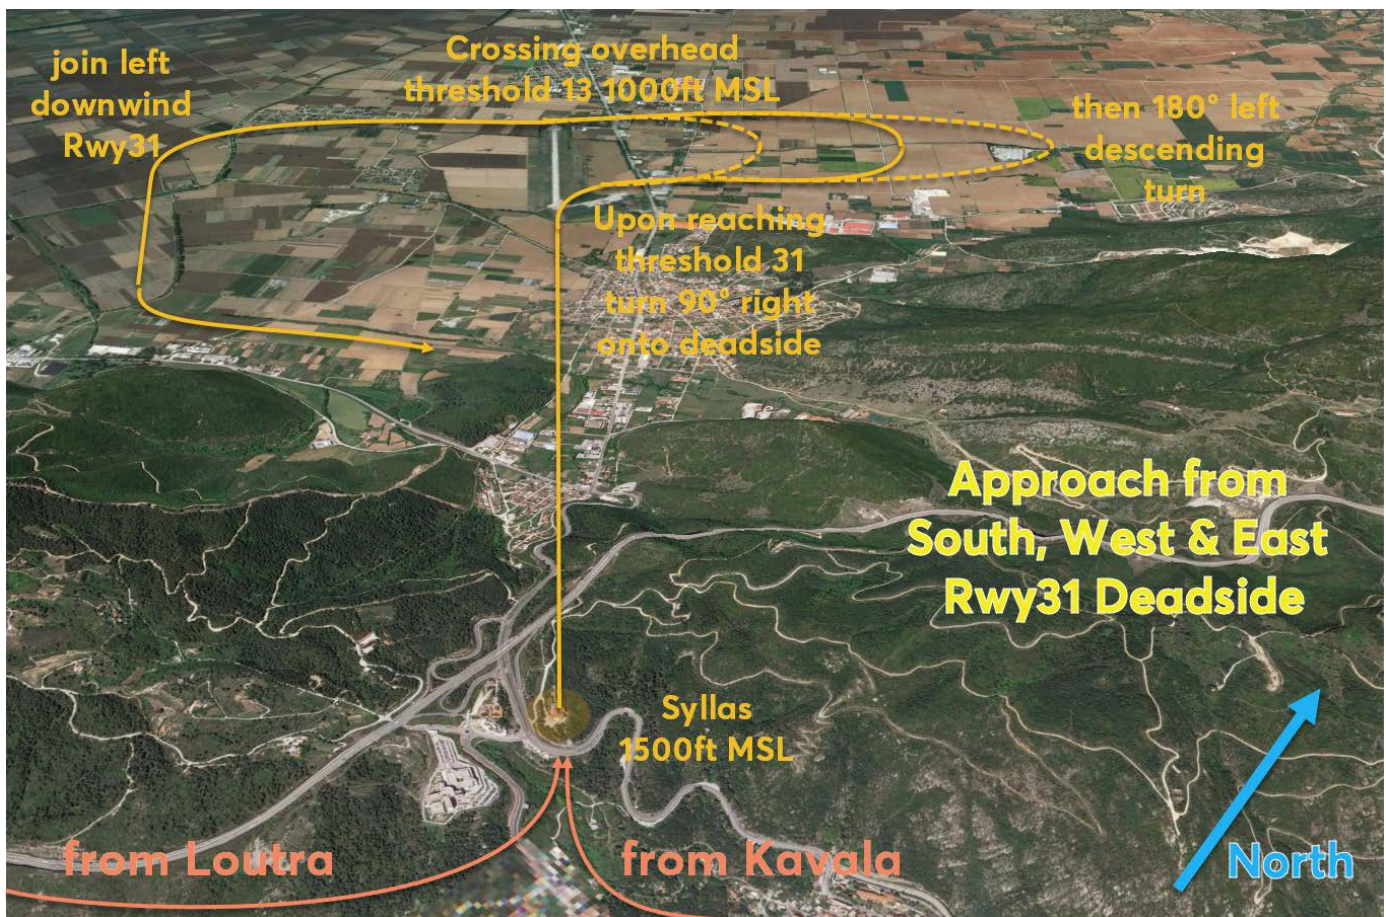 join left
downwind
Rwy31
Crossing overhead
threshold 13 1000ft MSL
then 180° left
descending
turn
Upon reaching
threshold 31
turn 90° right
onto deadside
Approach from
South, West & East
Rwy31 Deadside
Syllas
1500ft MSL
from Loutra
from Kavala
North